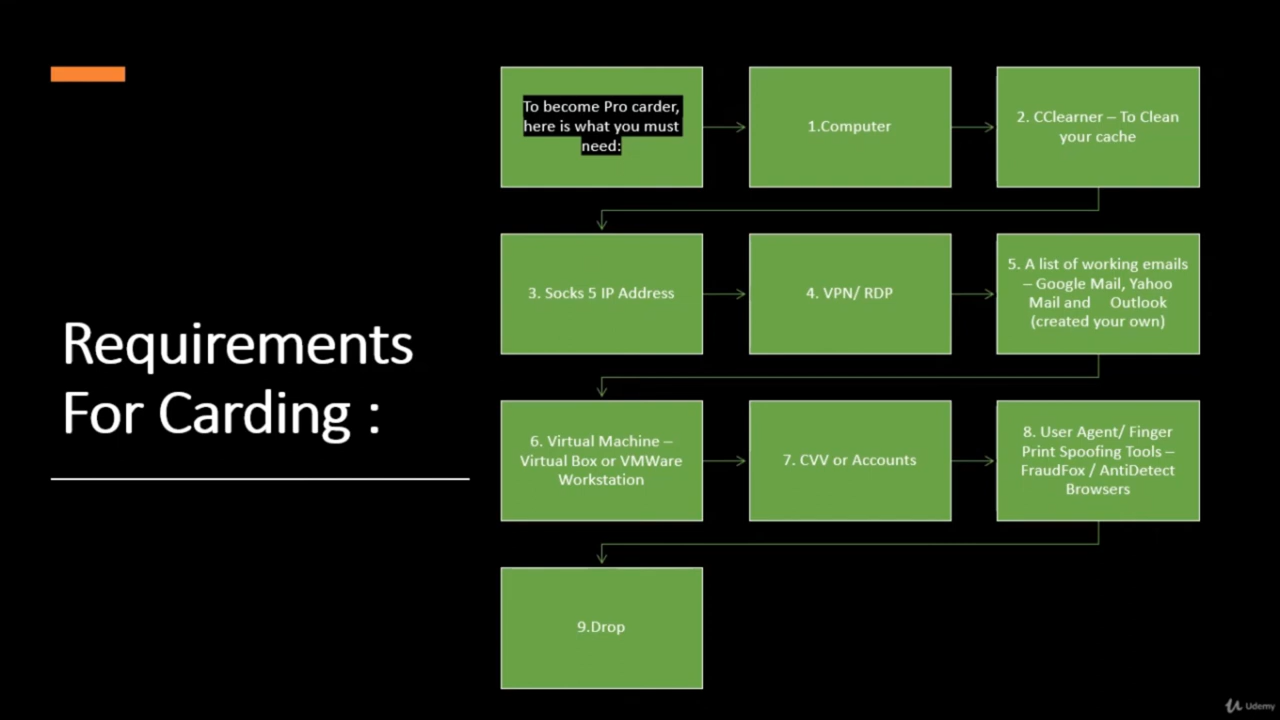 Requirements
For Carding :
To become Pro carder,
here is what you must
need:
1.Computer
2. CClearner – To Clean
your cache
3. Socks 5 IP Address
4. VPN/ RDP
5. A list of working emails
– Google Mail, Yahoo
Mail and Outlook
(created your own)
6. Virtual Machine –
Virtual Box or VMWare
Workstation
7. CVV or Accounts
8. User Agent/ Finger
Print Spoofing Tools –
FraudFox / AntiDetect
Browsers
9.Drop
Udemy